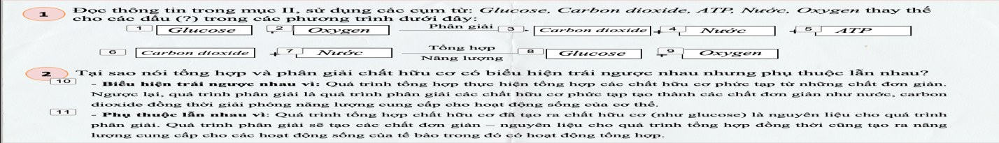 1 Đọc thông tin trong mục II, sử dụng các cụm từ: Glucose, Carbon dioxide, ATP, Nước, Oxygen thay thế
cho các dấu (?) trong các phương trình dưới đây:
1 Glucose + 2 Oxygen Phân giải 3 Carbon dioxide + 4 Nước + 5 ATP
6 Carbon dioxide + 7 Nước Tổng hợp 8 Glucose + 9 Oxygen
Năng lượng
2 Tại sao nói tổng hợp và phân giải chất hữu cơ có biểu hiện trái ngược nhau nhưng phụ thuộc lẫn nhau?
10 - Biểu hiện trái ngược nhau vì: Quá trình tổng hợp thực hiện tổng hợp các chất hữu cơ phức tạp từ những chất đơn giản.
Ngược lại, quá trình phân giải là quá trình phân giải các chất hữu cơ phức tạp tạo thành các chất đơn giản như nước, carbon
dioxide đồng thời giải phóng năng lượng cung cấp cho hoạt động sống của cơ thể.
11 - Phụ thuộc lẫn nhau vì: Quá trình tổng hợp chất hữu cơ đã tạo ra chất hữu cơ (như glucose) là nguyên liệu cho quá trình
phân giải. Quá trình phân giải sẽ tạo các chất đơn giản – nguyên liệu cho quá trình tổng hợp đồng thời cũng tạo ra năng
lượng cung cấp cho các hoạt động sống của tế bào trong đó có hoạt động tổng hợp.